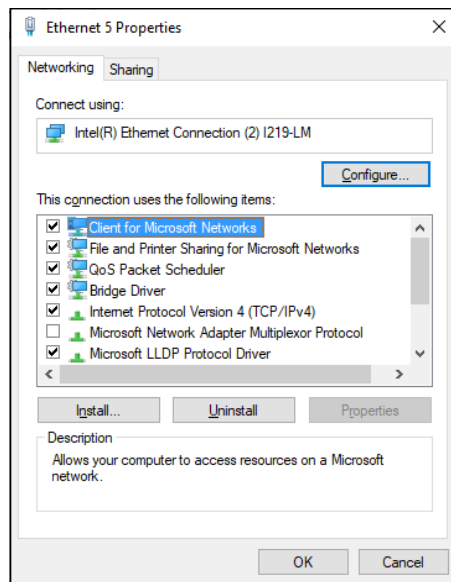 Ethernet 5 Properties
Networking
Sharing
Connect using:
Intel(R) Ethernet Connection (2) I219-LM
Configure...
This connection uses the following items:
Client for Microsoft Networks
File and Printer Sharing for Microsoft Networks
QoS Packet Scheduler
Bridge Driver
Internet Protocol Version 4 (TCP/IPv4)
Microsoft Network Adapter Multiplexor Protocol
Microsoft LLDP Protocol Driver
Install...
Uninstall
Properties
Description
Allows your computer to access resources on a Microsoft
network.
OK
Cancel